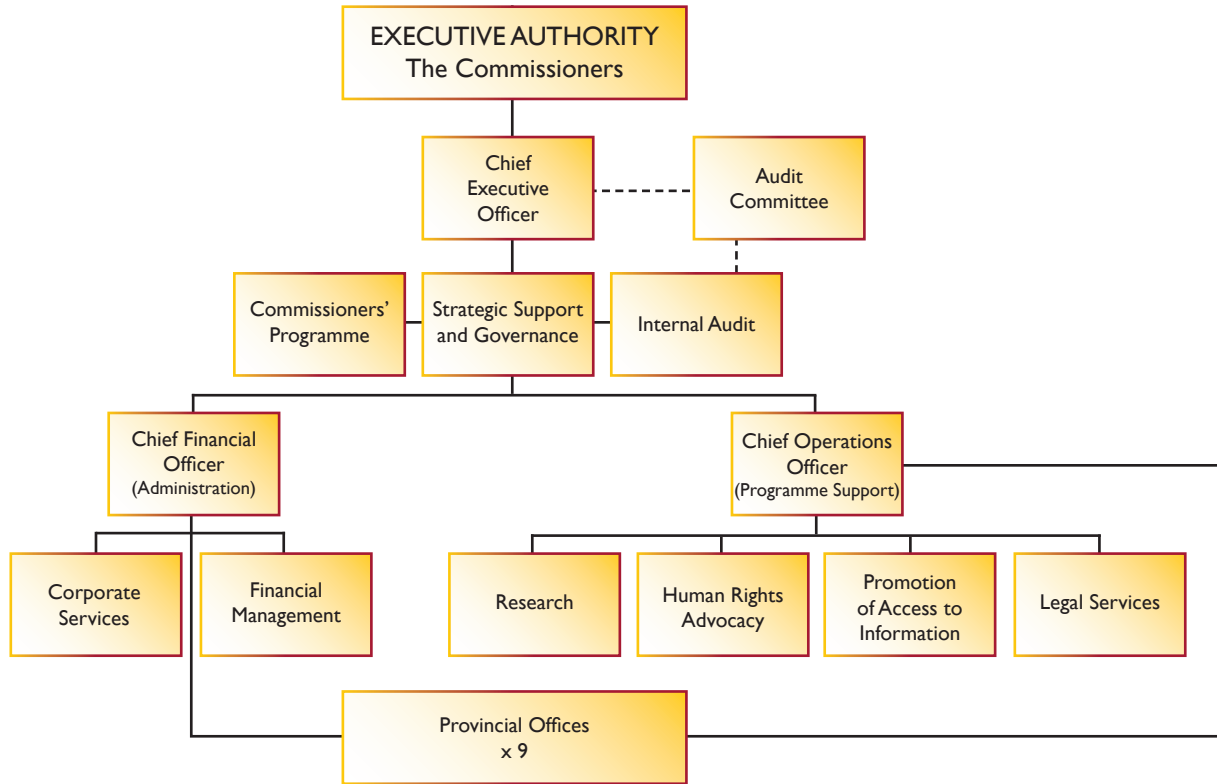 EXECUTIVE AUTHORITY
The Commissioners
Chief
Executive
Officer
Audit
Committee
Commissioners’
Programme
Strategic Support
and Governance
Internal Audit
Chief Financial
Officer
(Administration)
Chief Operations
Officer
(Programme Support)
Corporate
Services
Financial
Management
Research
Human Rights
Advocacy
Promotion
of Access to
Information
Legal Services
Provincial Offices
x 9